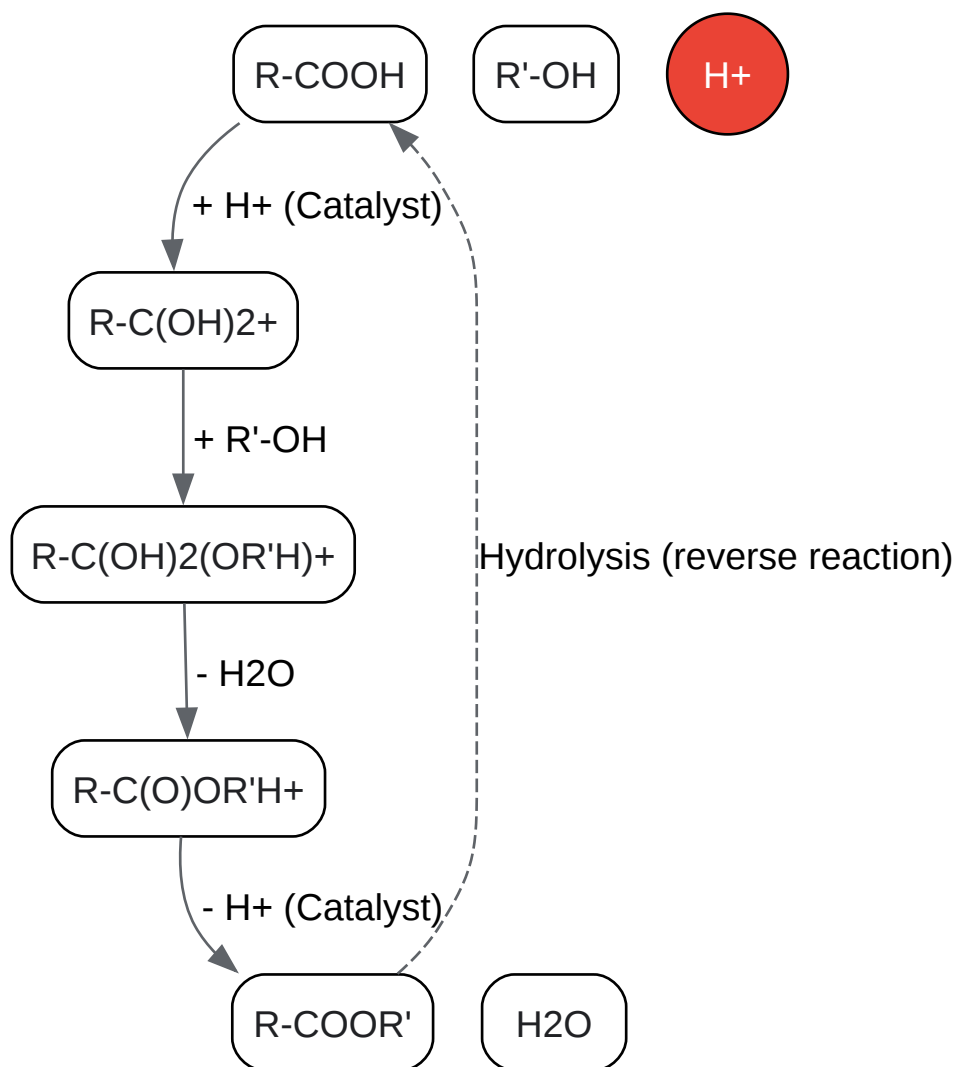 R-COOH
R'-OH
H+
+ H+ (Catalyst)
R-C(OH)2+
+ R'-OH
R-C(OH)2(OR'H)+
Hydrolysis (reverse reaction)
- H2O
R-C(O)OR'H+
- H+ (Catalyst)
R-COOR'
H2O